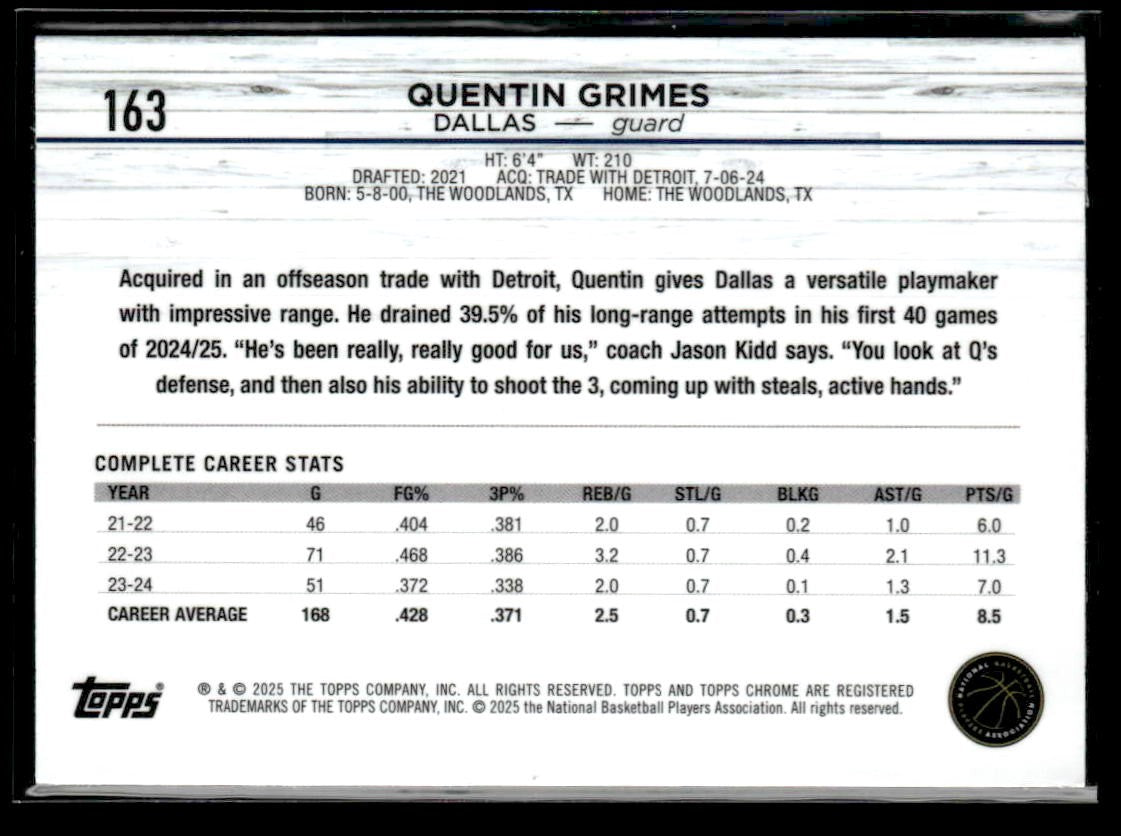 163
QUENTIN GRIMES
DALLAS — guard
HT: 6'4" WT: 210
DRAFTED: 2021 ACQ: TRADE WITH DETROIT, 7-06-24
BORN: 5-8-00, THE WOODLANDS, TX HOME: THE WOODLANDS, TX
Acquired in an offseason trade with Detroit, Quentin gives Dallas a versatile playmaker
with impressive range. He drained 39.5% of his long-range attempts in his first 40 games
of 2024/25. “He's been really, really good for us,” coach Jason Kidd says. “You look at Q's
defense, and then also his ability to shoot the 3, coming up with steals, active hands.”
COMPLETE CAREER STATS
YEAR G FG% 3P% REB/G STL/G BLKG AST/G PTS/G
21-22 46 .404 .381 2.0 0.7 0.2 1.0 6.0
22-23 71 .468 .386 3.2 0.7 0.4 2.1 11.3
23-24 51 .372 .338 2.0 0.7 0.1 1.3 7.0
CAREER AVERAGE 168 .428 .371 2.5 0.7 0.3 1.5 8.5
Topps®
® & © 2025 THE TOPPS COMPANY, INC. ALL RIGHTS RESERVED. TOPPS AND TOPPS CHROME ARE REGISTERED
TRADEMARKS OF THE TOPPS COMPANY, INC. © 2025 the National Basketball Players Association. All rights reserved.
NATIONAL BASKETBALL PLAYERS ASSOCIATION